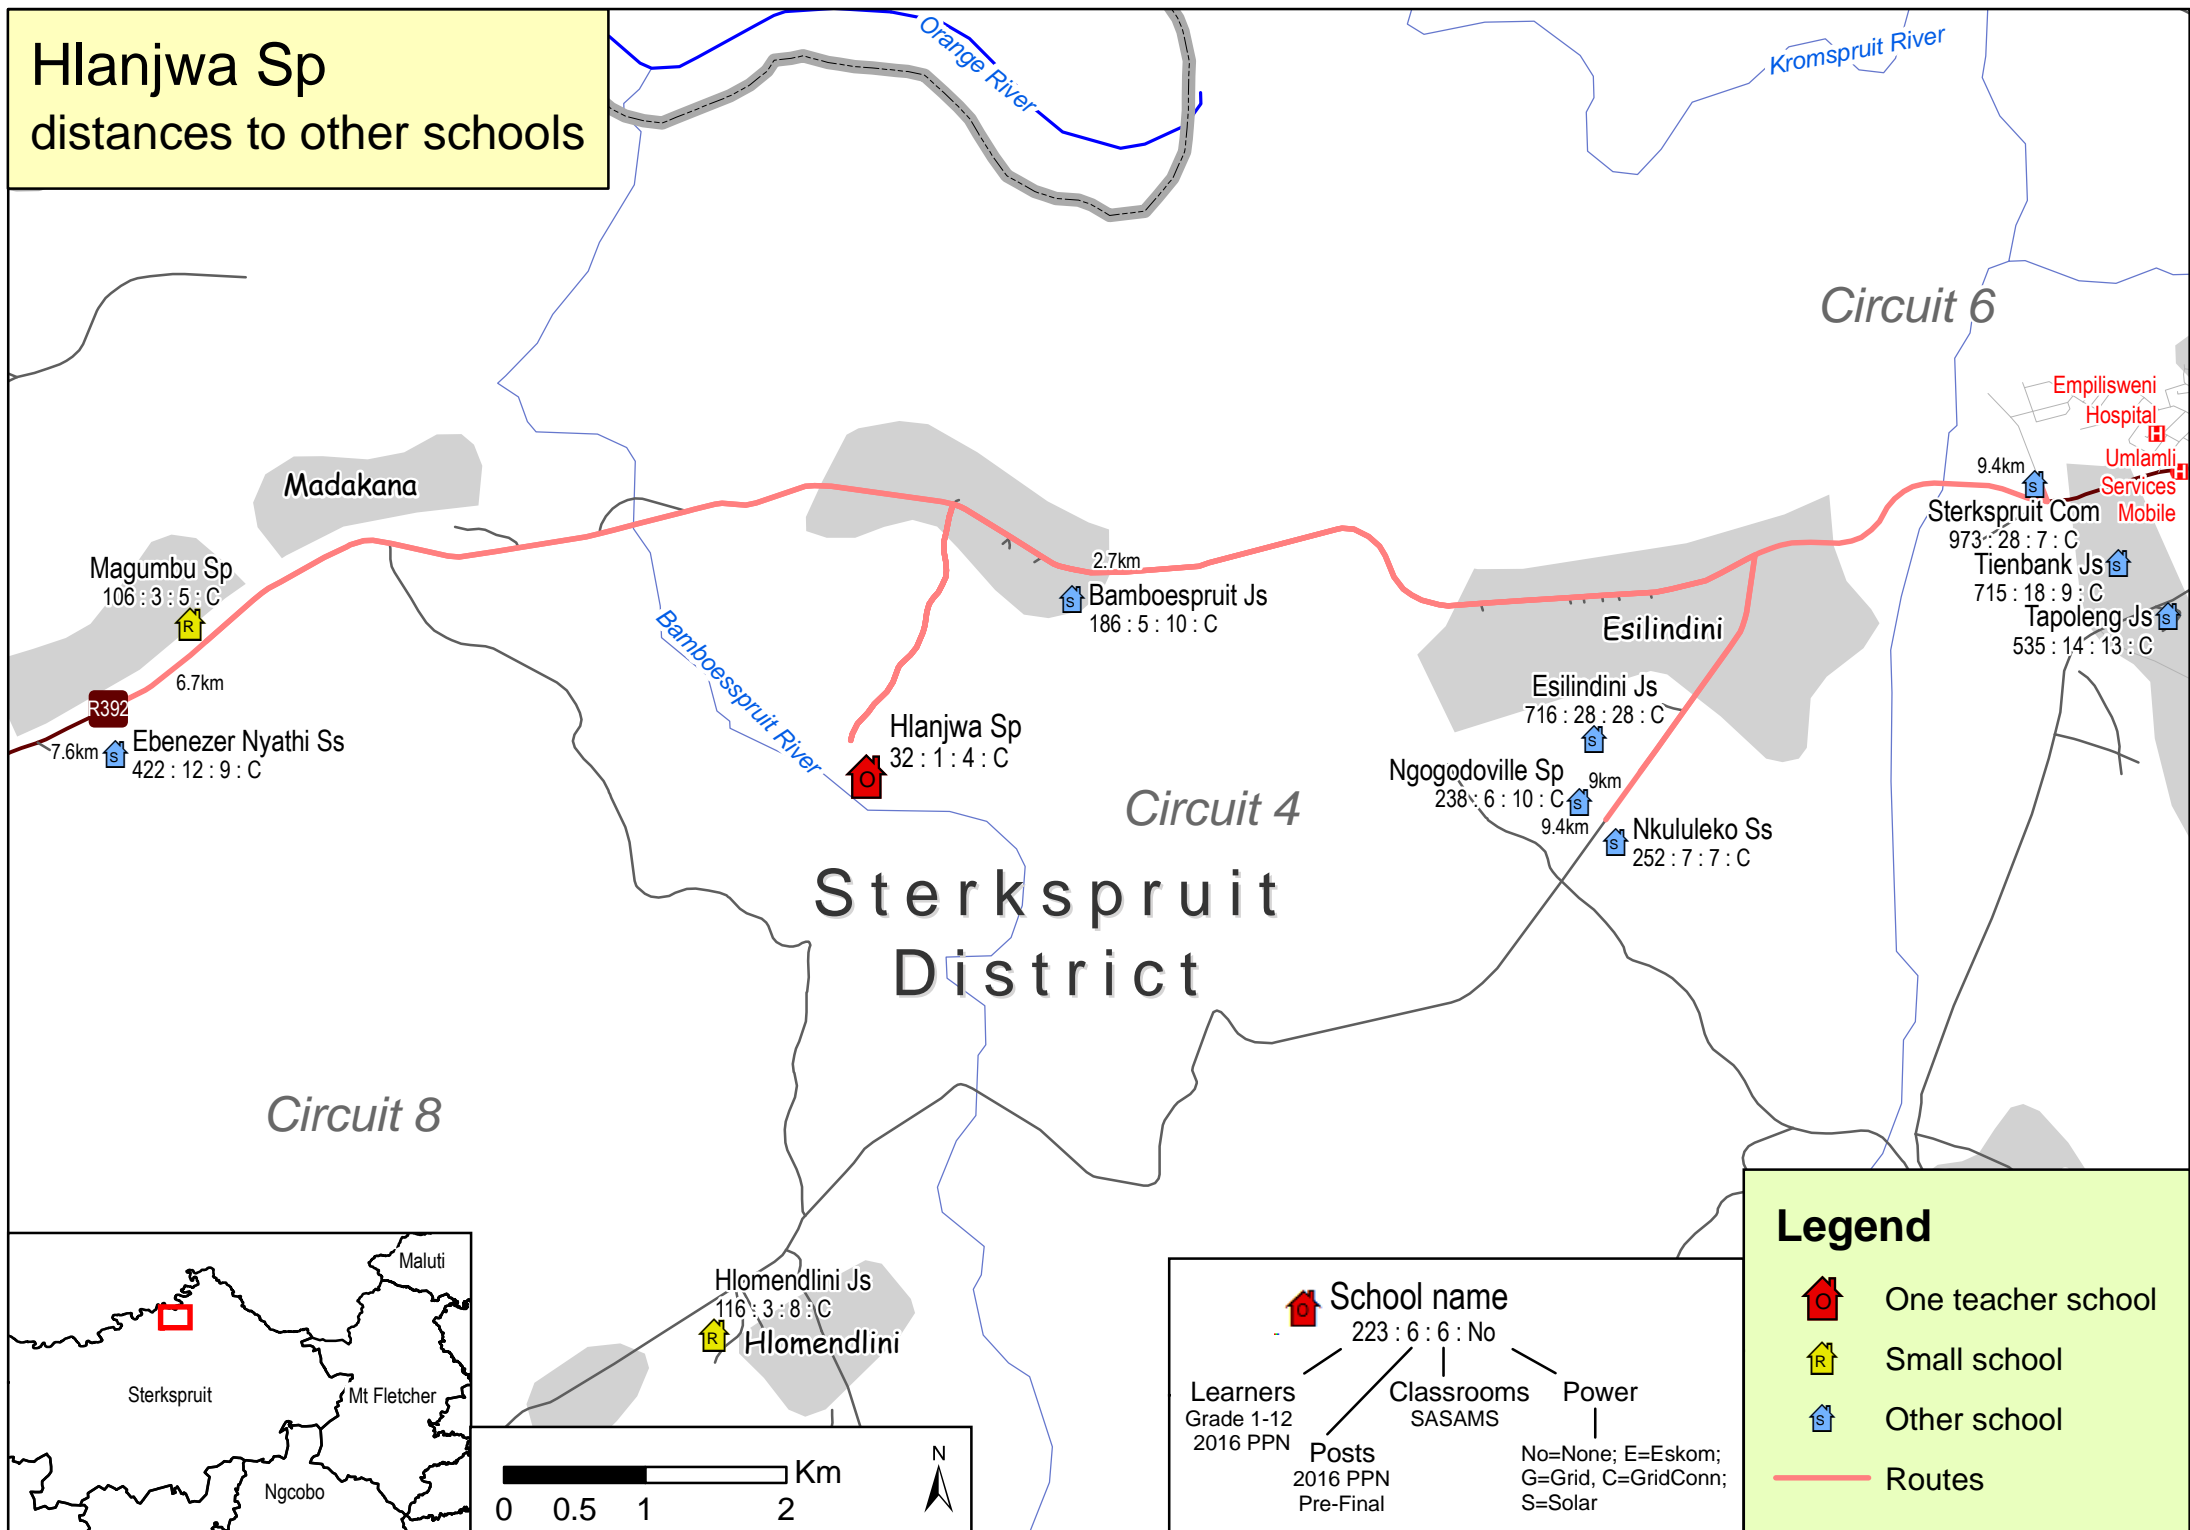 Hlanjwa Sp
distances to other schools
Orange River
Kromspruit River
Circuit 6
Empilisweni
Hospital
H
Umlamli
H
Services
Mobile
9.4km
S
Sterkspruit Com
973 : 28 : 7 : C
Tienbank Js
S
715 : 18 : 9 : C
Tapoleng Js
S
535 : 14 : 13 : C
Madakana
Magumbu Sp
106 : 3 : 5 : C
R
6.7km
R392
7.6km
S
Ebenezer Nyathi Ss
422 : 12 : 9 : C
Bamboesspruit River
2.7km
S
Bamboespruit Js
186 : 5 : 10 : C
Hlanjwa Sp
32 : 1 : 4 : C
O
Esilindini
Esilindini Js
716 : 28 : 28 : C
S
Ngogodoville Sp
238 : 6 : 10 : C
9km
S
9.4km
S
Nkululeko Ss
252 : 7 : 7 : C
Circuit 4
Sterkspruit
District
Circuit 8
Hlomendlini Js
116 : 3 : 8 : C
R
Hlomendlini
Maluti
Sterkspruit
Mt Fletcher
Ngcobo
Km
0 0.5 1 2
N
O
School name
223 : 6 : 6 : No
Learners
Grade 1-12
2016 PPN
Posts
2016 PPN
Pre-Final
Classrooms
SASAMS
Power
No=None; E=Eskom;
G=Grid, C=GridConn;
S=Solar
Legend
O One teacher school
R Small school
S Other school
Routes